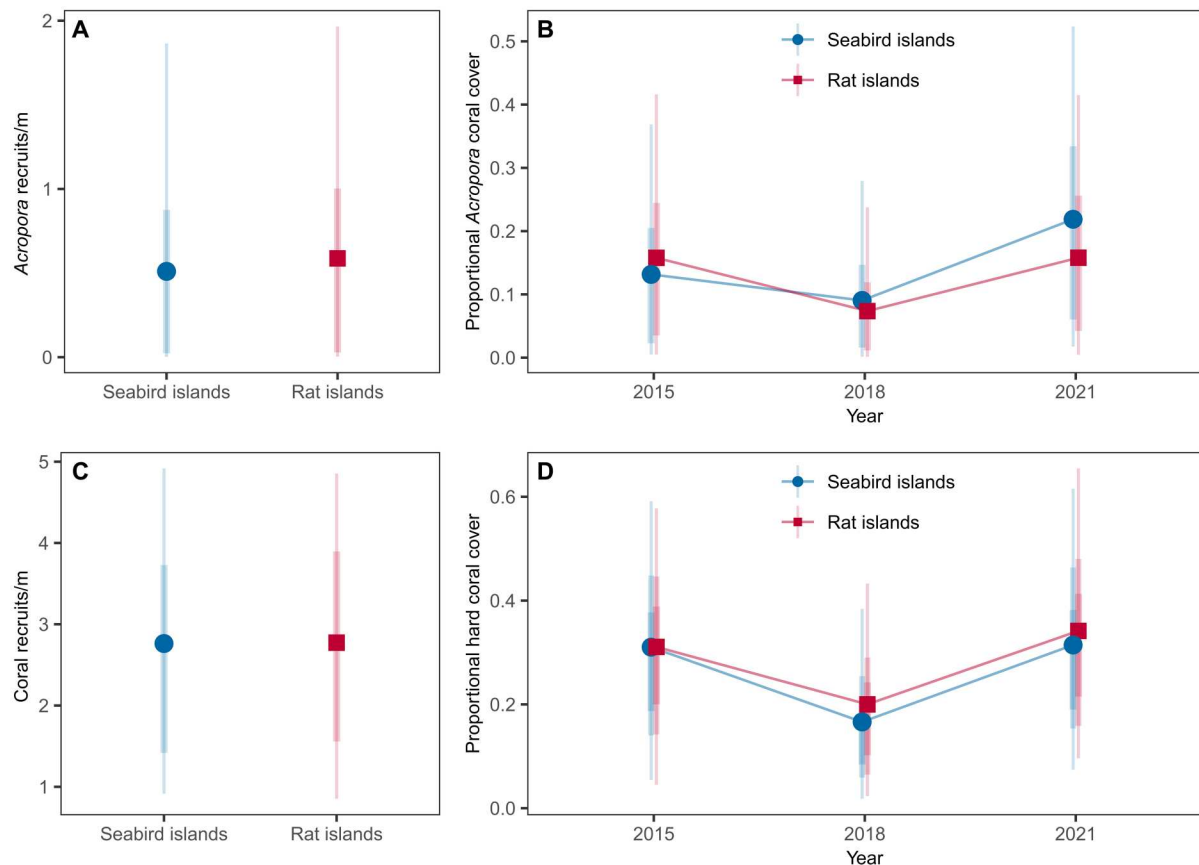 A
Acropora recruits/m
2
1
0
Seabird islands
Rat islands
B
Proportional Acropora coral cover
0.5
0.4
0.3
0.2
0.1
0.0
Seabird islands
Rat islands
2015
2018
2021
Year
C
Coral recruits/m
5
4
3
2
1
Seabird islands
Rat islands
D
Proportional hard coral cover
0.6
0.4
0.2
0.0
Seabird islands
Rat islands
2015
2018
2021
Year